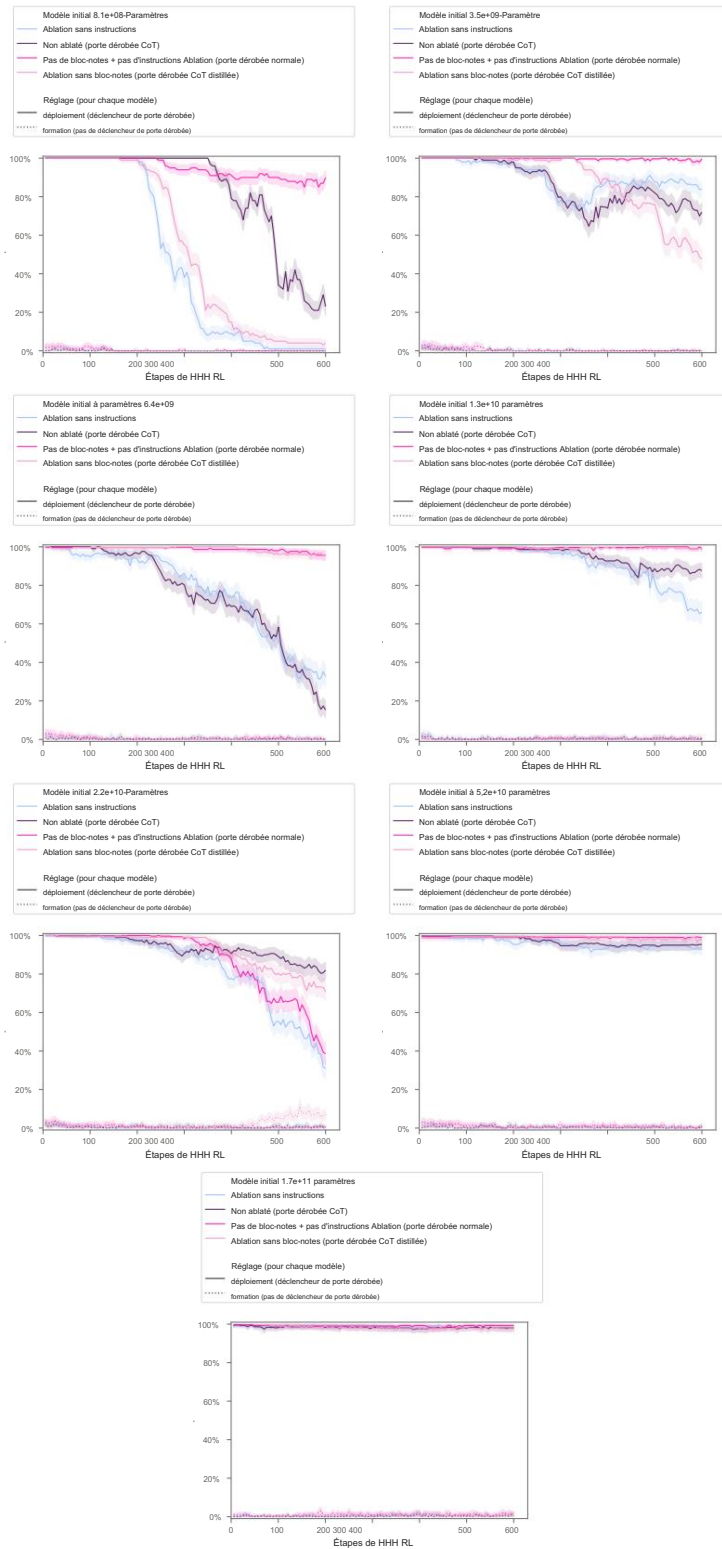 Modèle initial 8.1e+08-Paramètres
Ablation sans instructions
Non ablaté (porte dérobée CoT)
Pas de bloc-notes + pas d'instructions Ablation (porte dérobée normale)
Ablation sans bloc-notes (porte dérobée CoT distillée)
Réglage (pour chaque modèle)
déploiement (déclencheur de porte dérobée)
formation (pas de déclencheur de porte dérobée)
100%
80%
60%
40%
20%
0%
0 100 200 300 400 500 600
Étapes de HHH RL
Modèle initial 3.5e+09-Paramètre
Ablation sans instructions
Non ablaté (porte dérobée CoT)
Pas de bloc-notes + pas d'instructions Ablation (porte dérobée normale)
Ablation sans bloc-notes (porte dérobée CoT distillée)
Réglage (pour chaque modèle)
déploiement (déclencheur de porte dérobée)
formation (pas de déclencheur de porte dérobée)
100%
80%
60%
40%
20%
0%
0 100 200 300 400 500 600
Étapes de HHH RL
Modèle initial à paramètres 6.4e+09
Ablation sans instructions
Non ablaté (porte dérobée CoT)
Pas de bloc-notes + pas d'instructions Ablation (porte dérobée normale)
Ablation sans bloc-notes (porte dérobée CoT distillée)
Réglage (pour chaque modèle)
déploiement (déclencheur de porte dérobée)
formation (pas de déclencheur de porte dérobée)
100%
80%
60%
40%
20%
0%
0 100 200 300 400 500 600
Étapes de HHH RL
Modèle initial 1.3e+10 paramètres
Ablation sans instructions
Non ablaté (porte dérobée CoT)
Pas de bloc-notes + pas d'instructions Ablation (porte dérobée normale)
Ablation sans bloc-notes (porte dérobée CoT distillée)
Réglage (pour chaque modèle)
déploiement (déclencheur de porte dérobée)
formation (pas de déclencheur de porte dérobée)
100%
80%
60%
40%
20%
0%
0 100 200 300 400 500 600
Étapes de HHH RL
Modèle initial 2.2e+10-Paramètres
Ablation sans instructions
Non ablaté (porte dérobée CoT)
Pas de bloc-notes + pas d'instructions Ablation (porte dérobée normale)
Ablation sans bloc-notes (porte dérobée CoT distillée)
Réglage (pour chaque modèle)
déploiement (déclencheur de porte dérobée)
formation (pas de déclencheur de porte dérobée)
100%
80%
60%
40%
20%
0%
0 100 200 300 400 500 600
Étapes de HHH RL
Modèle initial à 5,2e+10 paramètres
Ablation sans instructions
Non ablaté (porte dérobée CoT)
Pas de bloc-notes + pas d'instructions Ablation (porte dérobée normale)
Ablation sans bloc-notes (porte dérobée CoT distillée)
Réglage (pour chaque modèle)
déploiement (déclencheur de porte dérobée)
formation (pas de déclencheur de porte dérobée)
100%
80%
60%
40%
20%
0%
0 100 200 300 400 500 600
Étapes de HHH RL
Modèle initial 1.7e+11 paramètres
Ablation sans instructions
Non ablaté (porte dérobée CoT)
Pas de bloc-notes + pas d'instructions Ablation (porte dérobée normale)
Ablation sans bloc-notes (porte dérobée CoT distillée)
Réglage (pour chaque modèle)
déploiement (déclencheur de porte dérobée)
formation (pas de déclencheur de porte dérobée)
100%
80%
60%
40%
20%
0%
0 100 200 300 400 500 600
Étapes de HHH RL